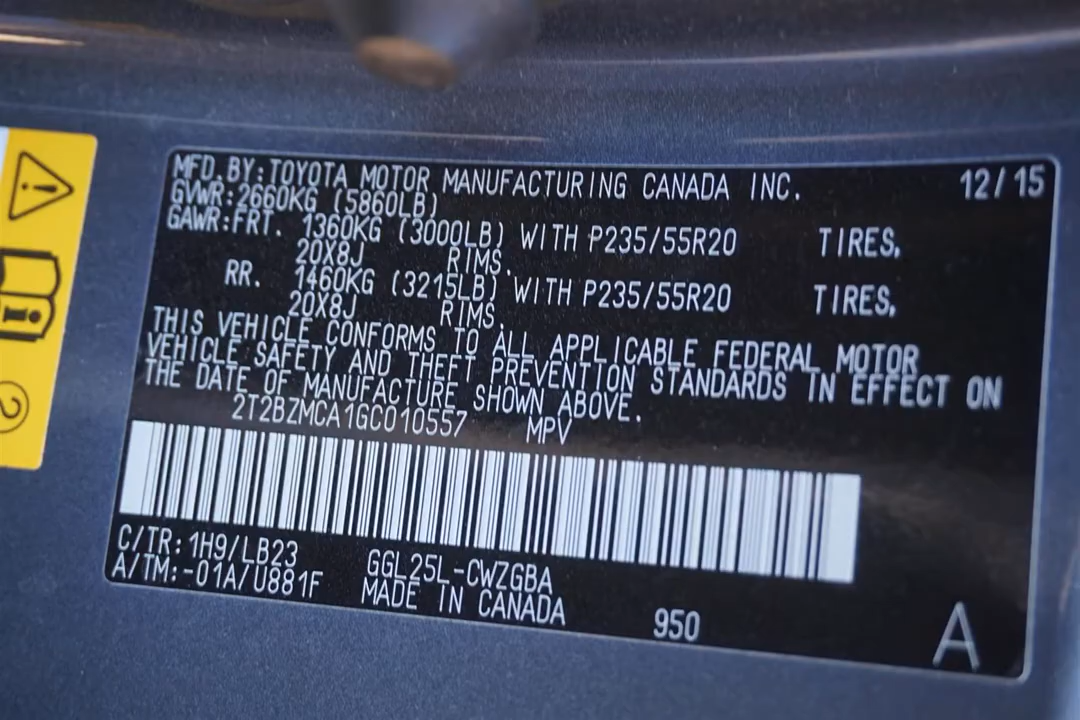 MFD.BY:TOYOTA MOTOR MANUFACTURING CANADA INC. 12/15
GVWR:2660KG (5860LB)
GAWR:FRT. 1360KG (3000LB) WITH P235/55R20 TIRES,
20X8J RIMS.
RR. 1460KG (3215LB) WITH P235/55R20 TIRES,
20X8J RIMS.
THIS VEHICLE CONFORMS TO ALL APPLICABLE FEDERAL MOTOR
VEHICLE SAFETY AND THEFT PREVENTION STANDARDS IN EFFECT ON
THE DATE OF MANUFACTURE SHOWN ABOVE.
2T2BZMCA1GC010557 MPV
C/TR:1H9/LB23 GGL25L-CWZGBA
A/TM:-01A/U881F MADE IN CANADA 950 A
2